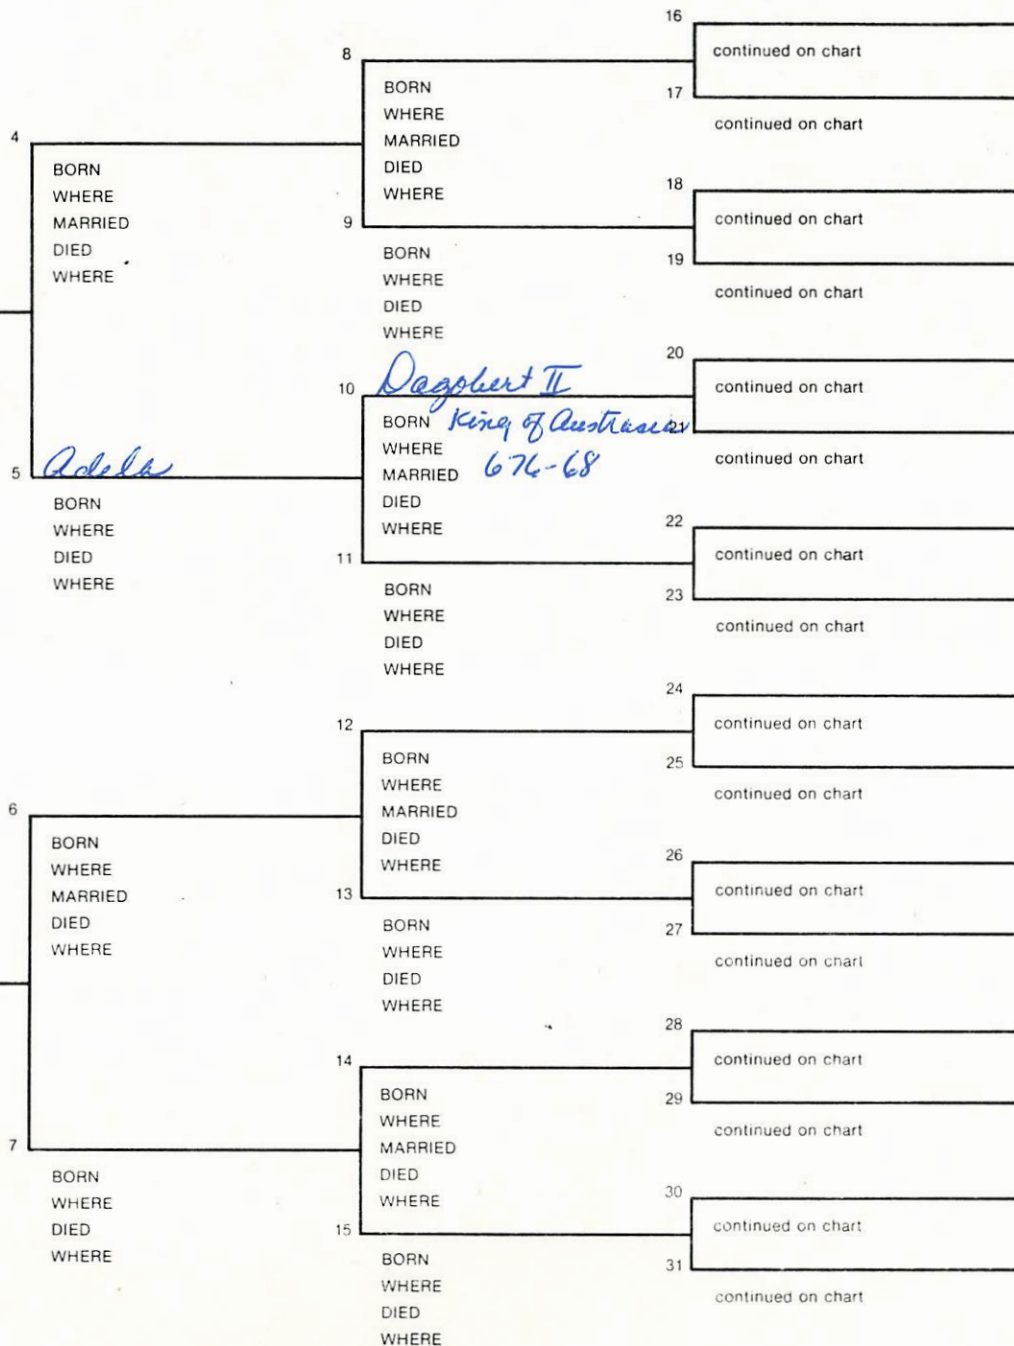 16
continued on chart
17
continued on chart
8
BORN
WHERE
MARRIED
DIED
WHERE
4
BORN
WHERE
MARRIED
DIED
WHERE
18
continued on chart
9
BORN
WHERE
DIED
WHERE
19
continued on chart
20
continued on chart
10 Dagobert II
BORN King of Austrasia
WHERE
MARRIED 676-68
DIED
WHERE
21
continued on chart
5 Adela
BORN
WHERE
DIED
WHERE
22
continued on chart
11
BORN
WHERE
DIED
WHERE
23
continued on chart
24
continued on chart
12
BORN
WHERE
MARRIED
DIED
WHERE
25
continued on chart
6
BORN
WHERE
MARRIED
DIED
WHERE
26
continued on chart
13
BORN
WHERE
DIED
WHERE
27
continued on chart
28
continued on chart
14
BORN
WHERE
MARRIED
DIED
WHERE
29
continued on chart
7
BORN
WHERE
DIED
WHERE
30
continued on chart
15
BORN
WHERE
DIED
WHERE
31
continued on chart